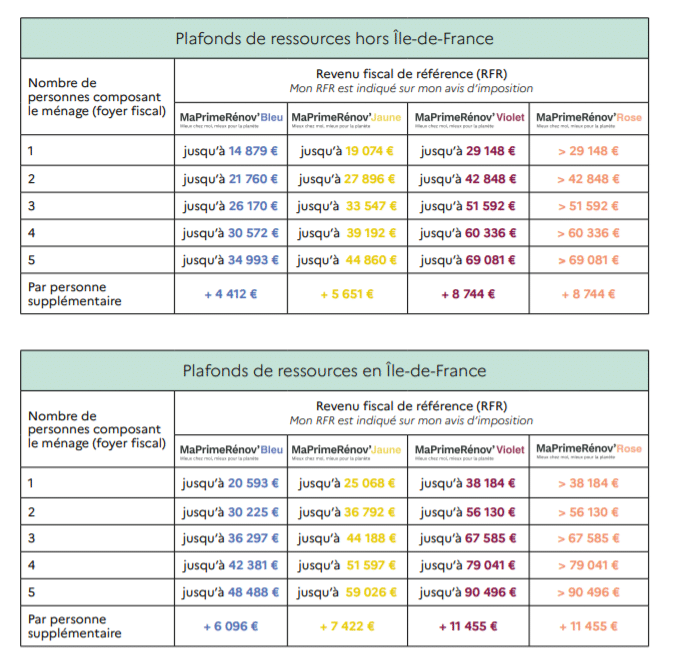 Plafonds de ressources hors Île-de-France
Nombre de
personnes composant
le ménage (foyer fiscal)
Revenu fiscal de référence (RFR)
Mon RFR est indiqué sur mon avis d’imposition
MaPrimeRénov’Bleu MaPrimeRénov’Jaune MaPrimeRénov’Violet MaPrimeRénov’Rose
Mieux chez moi, mieux pour la planète Mieux chez moi, mieux pour la planète Mieux chez moi, mieux pour la planète Mieux chez moi, mieux pour la planète
1 jusqu’à 14 879 € jusqu’à 19 074 € jusqu’à 29 148 € > 29 148 €
2 jusqu’à 21 760 € jusqu’à 27 896 € jusqu’à 42 848 € > 42 848 €
3 jusqu’à 26 170 € jusqu’à 33 547 € jusqu’à 51 592 € > 51 592 €
4 jusqu’à 30 572 € jusqu’à 39 192 € jusqu’à 60 336 € > 60 336 €
5 jusqu’à 34 993 € jusqu’à 44 860 € jusqu’à 69 081 € > 69 081 €
Par personne
supplémentaire
+ 4 412 € + 5 651 € + 8 744 € + 8 744 €
Plafonds de ressources en Île-de-France
Nombre de
personnes composant
le ménage (foyer fiscal)
Revenu fiscal de référence (RFR)
Mon RFR est indiqué sur mon avis d’imposition
MaPrimeRénov’Bleu MaPrimeRénov’Jaune MaPrimeRénov’Violet MaPrimeRénov’Rose
Mieux chez moi, mieux pour la planète Mieux chez moi, mieux pour la planète Mieux chez moi, mieux pour la planète Mieux chez moi, mieux pour la planète
1 jusqu’à 20 593 € jusqu’à 25 068 € jusqu’à 38 184 € > 38 184 €
2 jusqu’à 30 225 € jusqu’à 36 792 € jusqu’à 56 130 € > 56 130 €
3 jusqu’à 36 297 € jusqu’à 44 188 € jusqu’à 67 585 € > 67 585 €
4 jusqu’à 42 381 € jusqu’à 51 597 € jusqu’à 79 041 € > 79 041 €
5 jusqu’à 48 488 € jusqu’à 59 026 € jusqu’à 90 496 € > 90 496 €
Par personne
supplémentaire
+ 6 096 € + 7 422 € + 11 455 € + 11 455 €